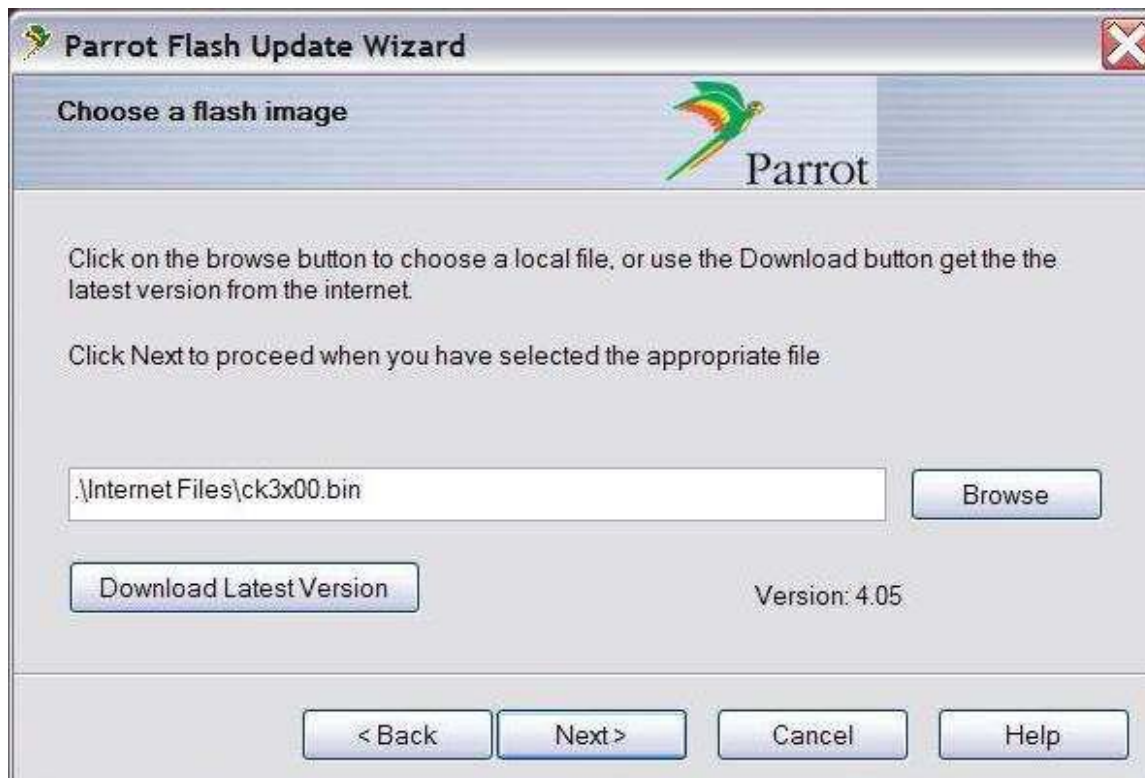 Parrot Flash Update Wizard
Choose a flash image
Parrot
Click on the browse button to choose a local file, or use the Download button get the the
latest version from the internet.
Click Next to proceed when you have selected the appropriate file
.\Internet Files\ck3x00.bin
Browse
Download Latest Version
Version: 4.05
< Back
Next >
Cancel
Help